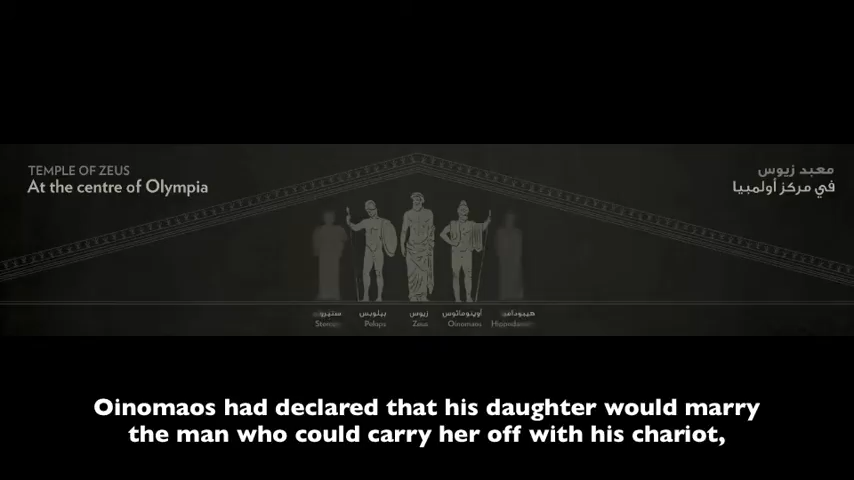 TEMPLE OF ZEUS
At the centre of Olympia
معبد زيوس
في مركز أولمبيا
بيلوبس
زيوس
أوينومائوس
Pelops
Zeus
Oinomaos
Oinomaos had declared that his daughter would marry
the man who could carry her off with his chariot,